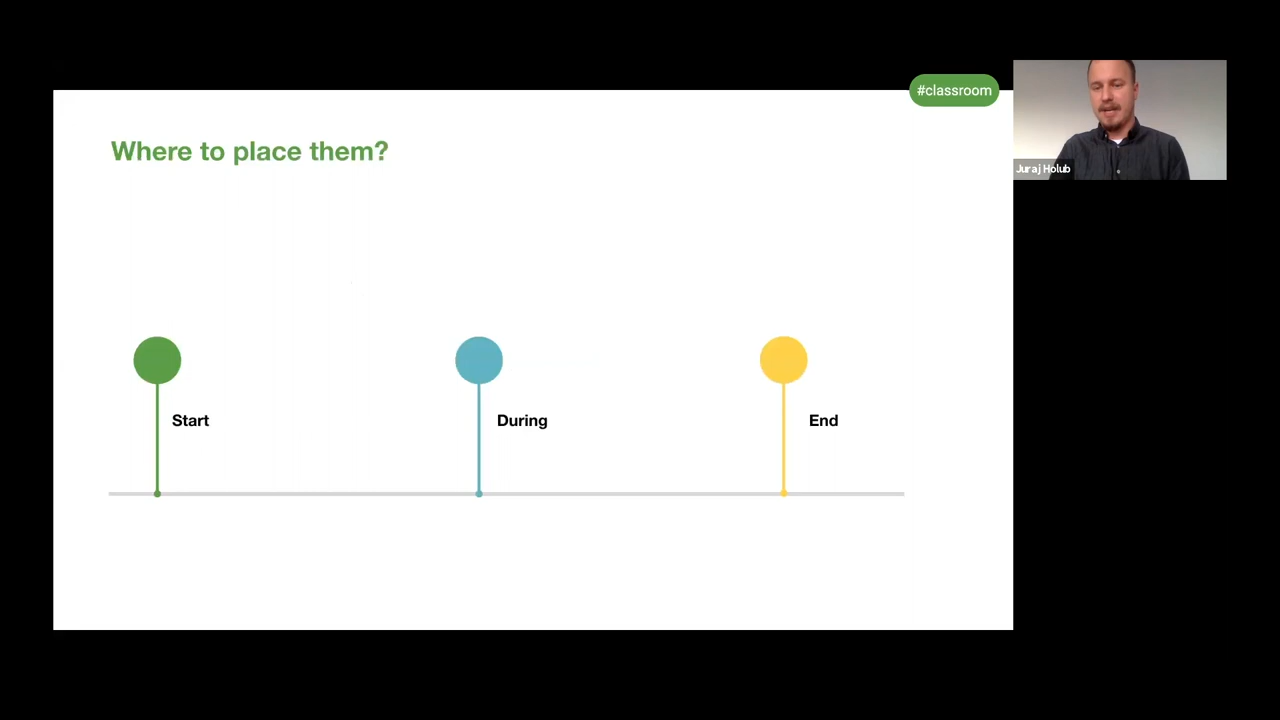 #classroom
Where to place them?
Juraj Holub
Start
During
End